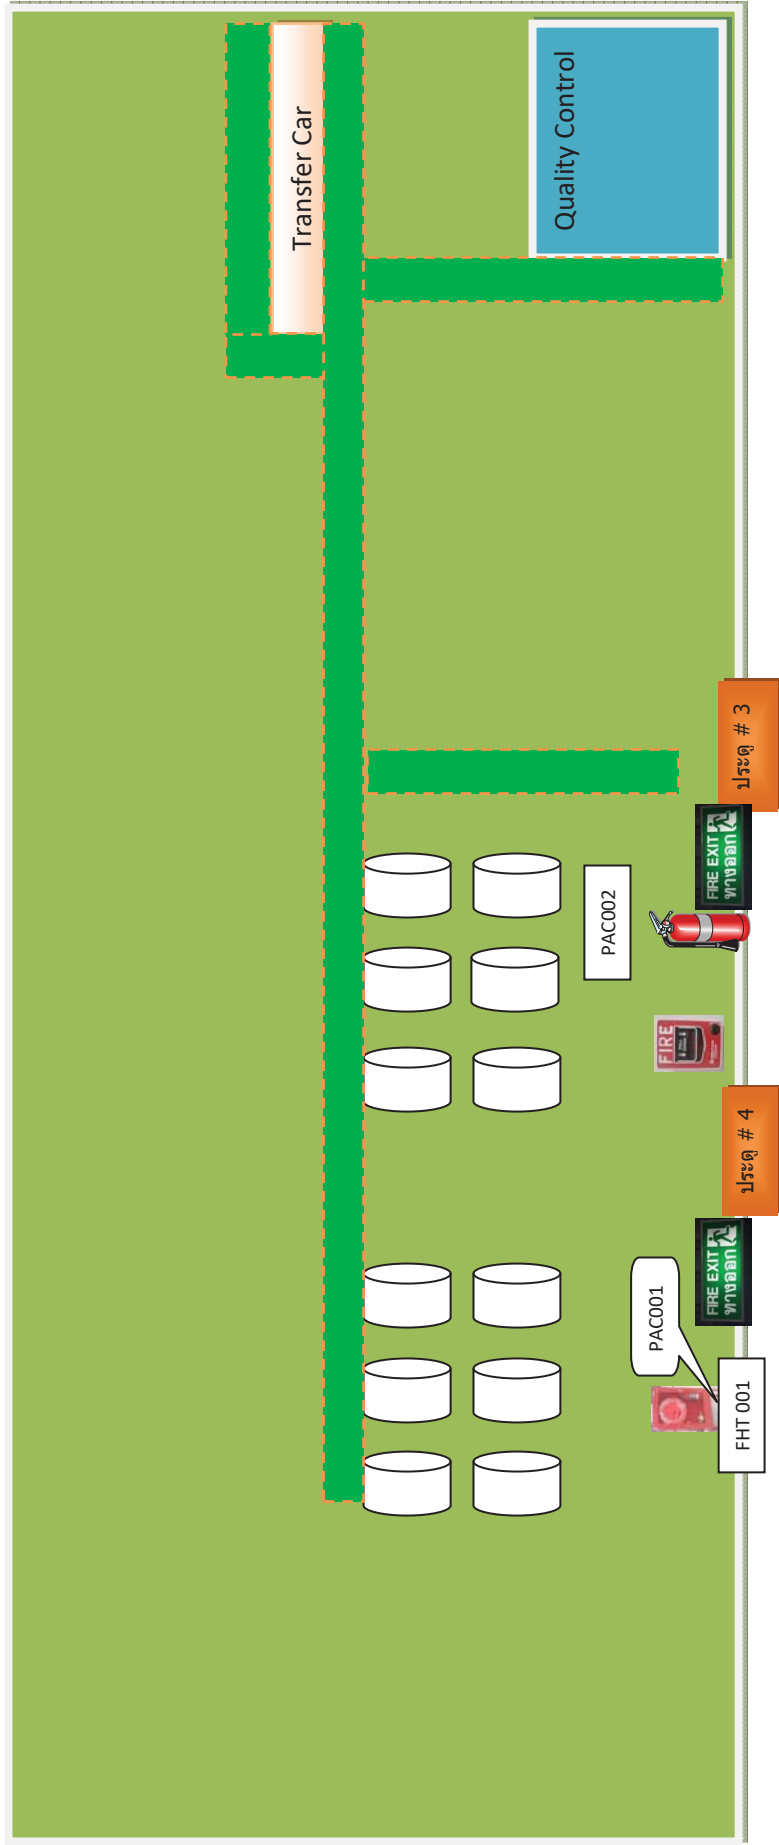 Transfer Car
Quality Control
ประตู # 3
FIRE EXIT
ทางออก
PAC002
FIRE
ประตู # 4
FIRE EXIT
ทางออก
PAC001
FHT 001